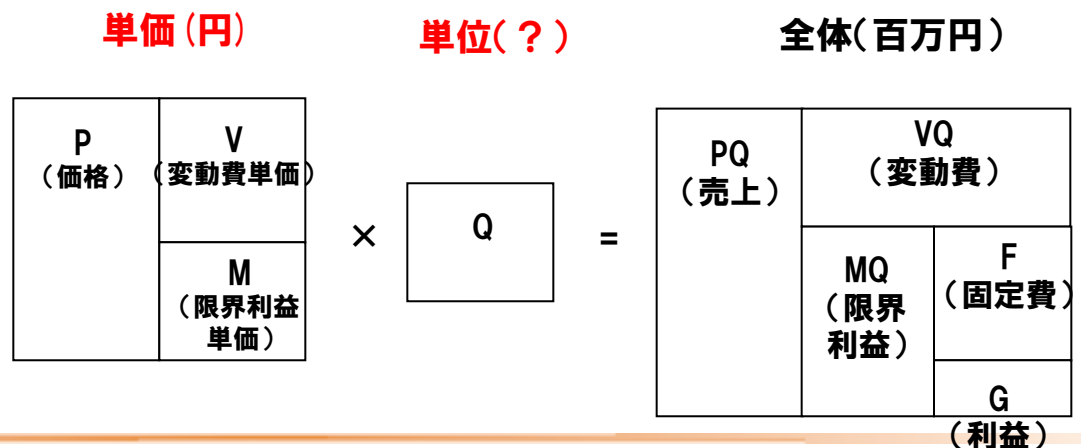 単価(円)
単位(？)
全体(百万円)
P
(価格)
V
(変動費単価)
M
(限界利益
単価)
×
Q
=
PQ
(売上)
VQ
(変動費)
MQ
(限界
利益)
F
(固定費)
G
(利益)